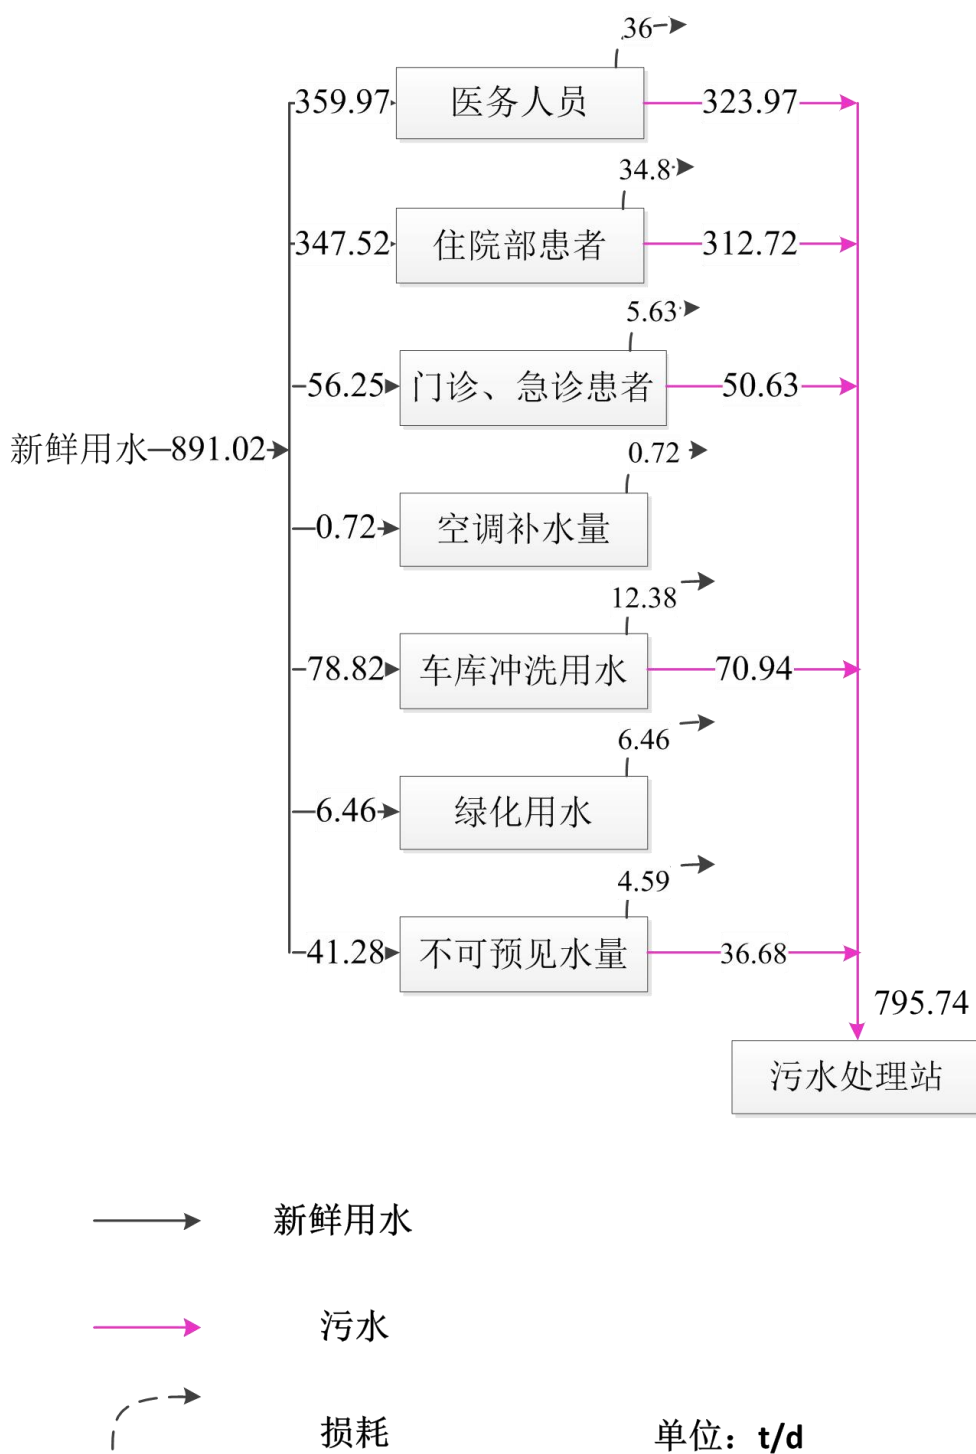 36
359.97 医务人员 323.97
34.8
347.52 住院部患者 312.72
5.63
56.25 门诊、急诊患者 50.63
新鲜用水 891.02
0.72
0.72 空调补水量
12.38
78.82 车库冲洗用水 70.94
6.46
6.46 绿化用水
4.59
41.28 不可预见水量 36.68
795.74
污水处理站
新鲜用水
污水
损耗 单位：t/d